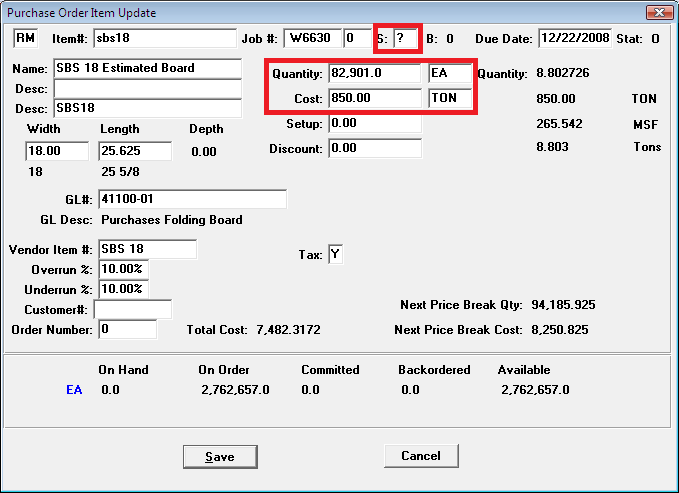 Purchase Order Item Update
RM Item#: sbs18 Job #: W6630 0 S: ? B: 0 Due Date: 12/22/2008 Stat: O
Name: SBS 18 Estimated Board Quantity: 82,901.0 EA Quantity: 8.802726
Desc: Cost: 850.00 TON 850.00 TON
Desc: SBS18 Setup: 0.00 265.542 MSF
Width Length Depth Discount: 0.00 8.803 Tons
18.00 25.625 0.00
18 25 5/8
GL#: 41100-01
GL Desc: Purchases Folding Board
Vendor Item #: SBS 18 Tax: Y
Overrun %: 10.00%
Underrun %: 10.00%
Customer#: Next Price Break Qty: 94,185.925
Order Number: 0 Total Cost: 7,482.3172 Next Price Break Cost: 8,250.825
On Hand On Order Committed Backordered Available
EA 0.0 2,762,657.0 0.0 0.0 2,762,657.0
Save Cancel